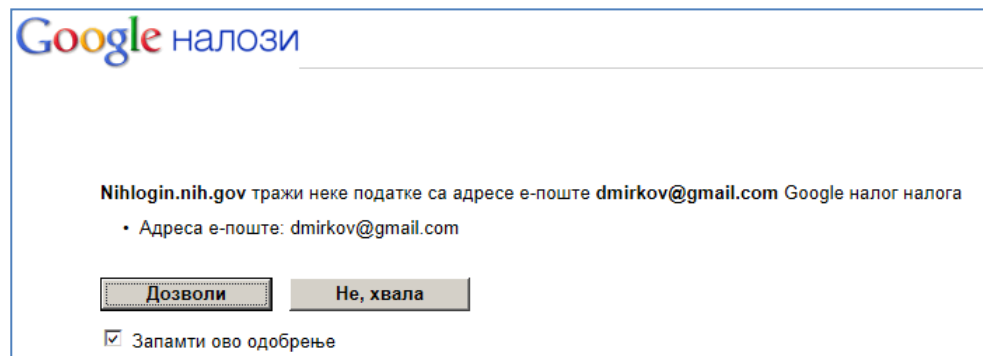 Google налози
Nihlogin.nih.gov тражи неке податке са адресе е-поште dmirkov@gmail.com Google налог налога
• Адреса е-поште: dmirkov@gmail.com
Дозволи Не, хвала
Запамти ово одобрење